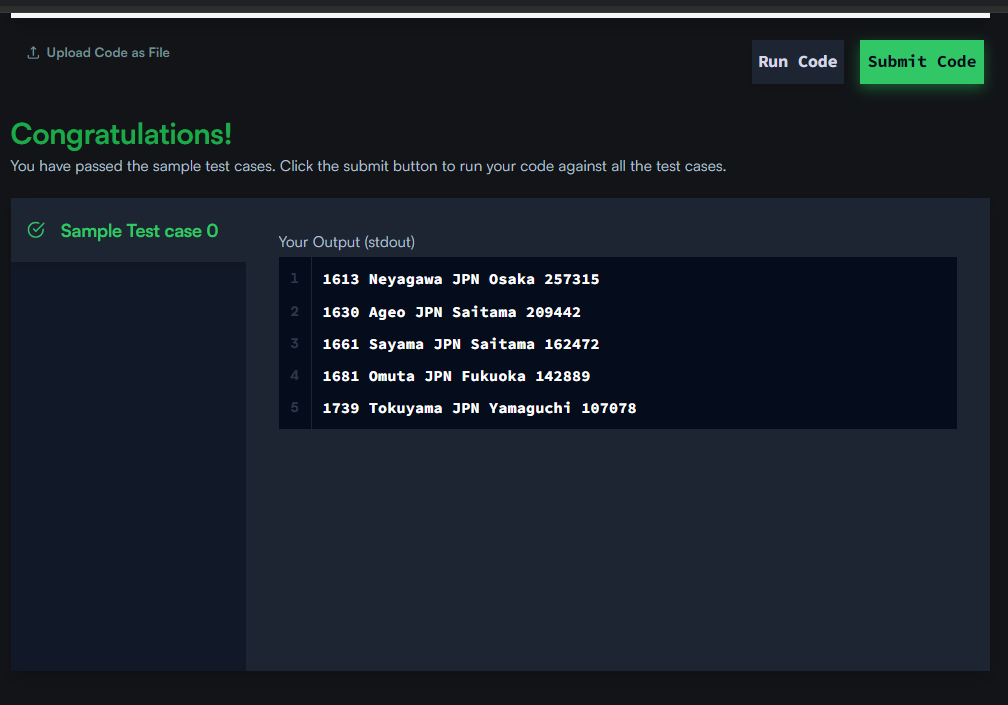 Upload Code as File
Run Code
Submit Code
Congratulations!
You have passed the sample test cases. Click the submit button to run your code against all the test cases.
Sample Test case 0
Your Output (stdout)
1 1613 Neyagawa JPN Osaka 257315
2 1630 Ageo JPN Saitama 209442
3 1661 Sayama JPN Saitama 162472
4 1681 Omuta JPN Fukuoka 142889
5 1739 Tokuyama JPN Yamaguchi 107078